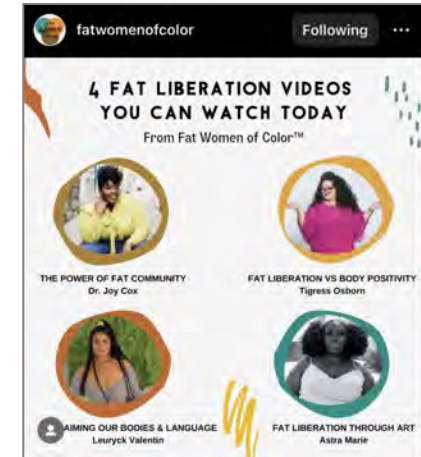 fatwomenofcolor
Following
4 FAT LIBERATION VIDEOS
YOU CAN WATCH TODAY
From Fat Women of Color™
THE POWER OF FAT COMMUNITY
Dr. Joy Cox
FAT LIBERATION VS BODY POSITIVITY
Tigress Osborn
AIMING OUR BODIES & LANGUAGE
Leuryck Valentin
FAT LIBERATION THROUGH ART
Astra Marie